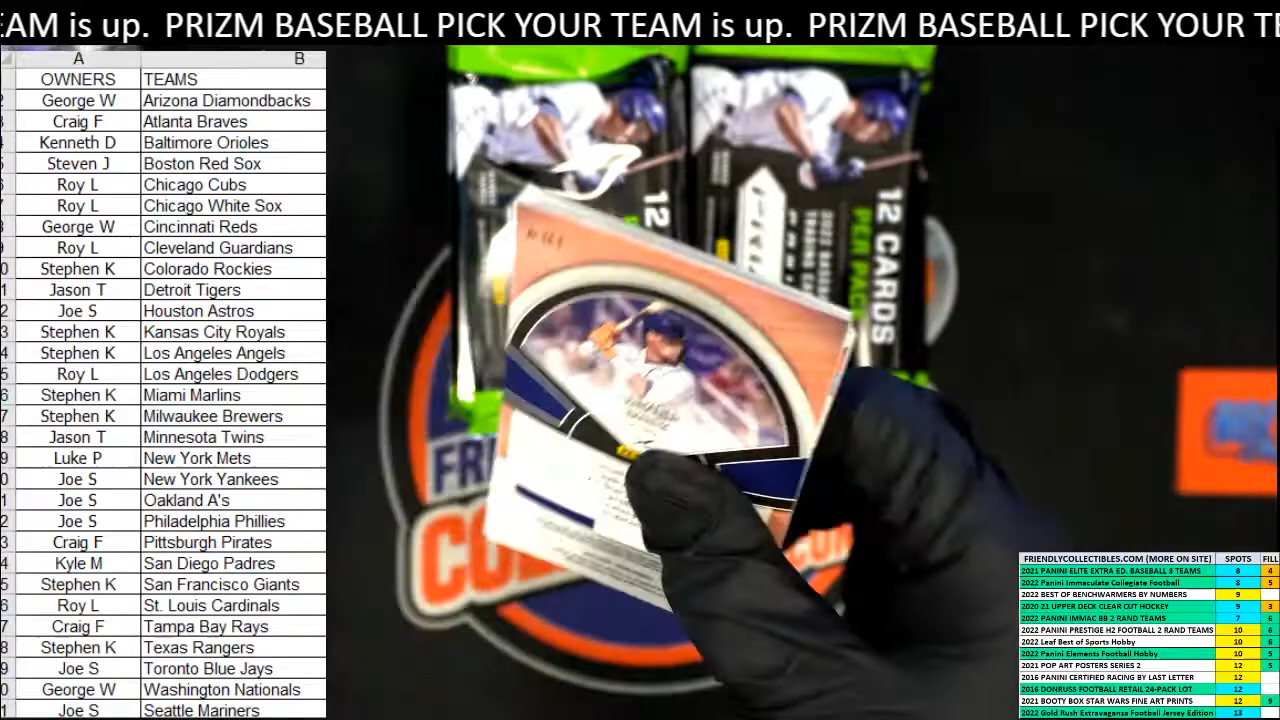 EAM is up.  PRIZM BASEBALL PICK YOUR TEAM is up.  PRIZM BASEBALL PICK YOUR TE
A B
OWNERS TEAMS
George W Arizona Diamondbacks
Craig F Atlanta Braves
Kenneth D Baltimore Orioles
Steven J Boston Red Sox
Roy L Chicago Cubs
Roy L Chicago White Sox
George W Cincinnati Reds
Roy L Cleveland Guardians
Stephen K Colorado Rockies
Jason T Detroit Tigers
Joe S Houston Astros
Stephen K Kansas City Royals
Stephen K Los Angeles Angels
Roy L Los Angeles Dodgers
Stephen K Miami Marlins
Stephen K Milwaukee Brewers
Jason T Minnesota Twins
Luke P New York Mets
Joe S New York Yankees
Joe S Oakland A's
Joe S Philadelphia Phillies
Craig F Pittsburgh Pirates
Kyle M San Diego Padres
Stephen K San Francisco Giants
Roy L St. Louis Cardinals
Craig F Tampa Bay Rays
Stephen K Texas Rangers
Joe S Toronto Blue Jays
George W Washington Nationals
Joe S Seattle Mariners
12
12 CARDS
PER PACK
FR
CO
FRIENDLYCOLLECTIBLES.COM (MORE ON SITE) SPOTS FILL
2021 PANINI ELITE EXTRA ED. BASEBALL 3 TEAMS 8 4
2022 Panini Immaculate Collegiate Football 8 5
2022 BEST OF BENCHWARMERS BY NUMBERS 9
2020 21 UPPER DECK CLEAR CUT HOCKEY 9 3
2022 PANINI IMMAC BB 2 RAND TEAMS 7 6
2022 PANINI PRESTIGE H2 FOOTBALL 2 RAND TEAMS 10 6
2022 Leaf Best of Sports Hobby 10 6
2022 Panini Elements Football Hobby 10 5
2021 POP ART POSTERS SERIES 2 12 5
2016 PANINI CERTIFIED RACING BY LAST LETTER 12
2016 DONRUSS FOOTBALL RETAIL 24-PACK LOT 12
2021 BOOTY BOX STAR WARS FINE ART PRINTS 12 9
2022 Gold Rush Extravaganza Football Jersey Edition 13